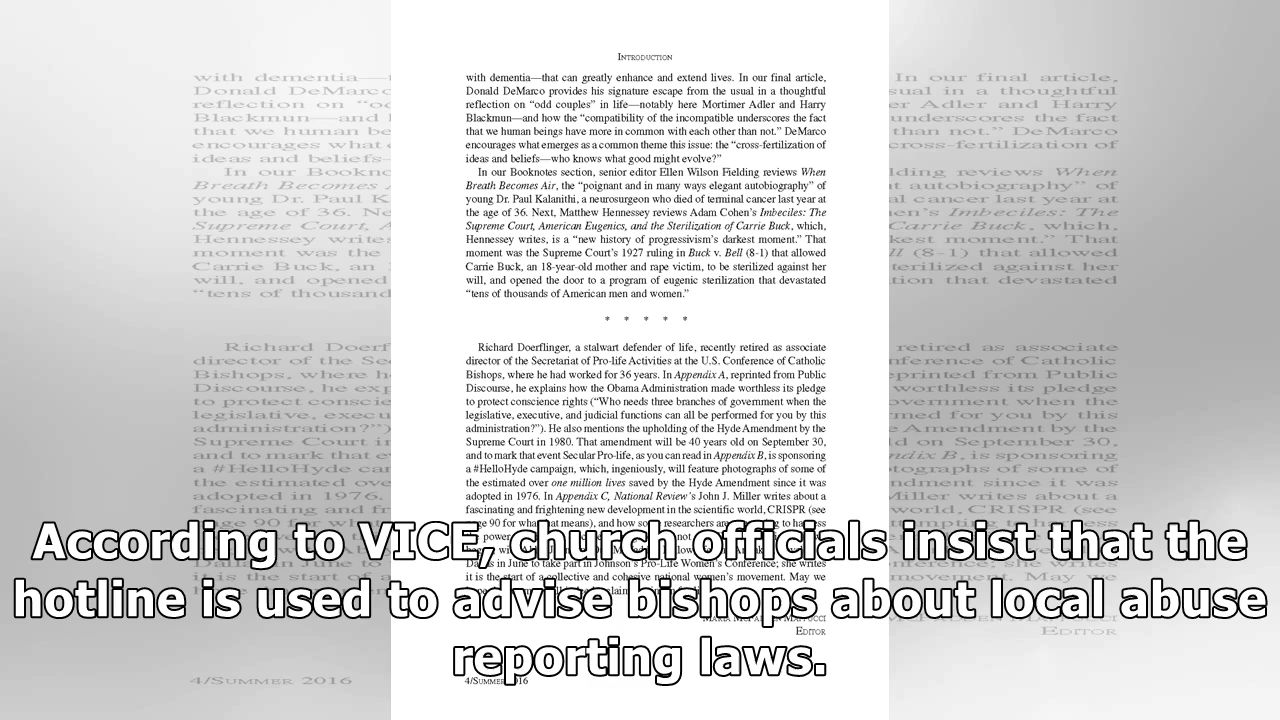 INTRODUCTION
with dementia—that can greatly enhance and extend lives. In our final article,
Donald DeMarco provides his signature escape from the usual in a thoughtful
reflection on “odd couples” in life—notably here Mortimer Adler and Harry
Blackmun—and how the “compatibility of the incompatible underscores the fact
that we human beings have more in common with each other than not.” DeMarco
encourages what emerges as a common theme this issue: the “cross-fertilization of
ideas and beliefs—who knows what good might evolve?”
In our Booknotes section, senior editor Ellen Wilson Fielding reviews When
Breath Becomes Air, the “poignant and in many ways elegant autobiography” of
young Dr. Paul Kalanithi, a neurosurgeon who died of terminal cancer last year at
the age of 36. Next, Matthew Hennessey reviews Adam Cohen’s Imbeciles: The
Supreme Court, American Eugenics, and the Sterilization of Carrie Buck, which,
Hennessey writes, is a “new history of progressivism’s darkest moment.” That
moment was the Supreme Court’s 1927 ruling in Buck v. Bell (8-1) that allowed
Carrie Buck, an 18-year-old mother and rape victim, to be sterilized against her
will, and opened the door to a program of eugenic sterilization that devastated
“tens of thousands of American men and women.”
* * * * *
Richard Doerflinger, a stalwart defender of life, recently retired as associate
director of the Secretariat of Pro-life Activities at the U.S. Conference of Catholic
Bishops, where he had worked for 36 years. In Appendix A, reprinted from Public
Discourse, he explains how the Obama Administration made worthless its pledge
to protect conscience rights (“Who needs three branches of government when the
legislative, executive, and judicial functions can all be performed for you by this
administration?”). He also mentions the upholding of the Hyde Amendment by the
Supreme Court in 1980. That amendment will be 40 years old on September 30,
and to mark that event Secular Pro-life, as you can read in Appendix B, is sponsoring
a #HelloHyde campaign, which, ingeniously, will feature photographs of some of
the estimated over one million lives saved by the Hyde Amendment since it was
adopted in 1976. In Appendix C, National Review’s John J. Miller writes about a
fascinating and frightening new development in the scientific world, CRISPR (see
90 for what that means), and how some researchers are
in June to take part in Johnson’s Pro-Life Women’s Conference; she writes
it is the start of a collective and cohesive national women’s movement. May we
According to VICE, church officials insist that the
hotline is used to advise bishops about local abuse
reporting laws.
EDITOR
4/SUMMER 2016